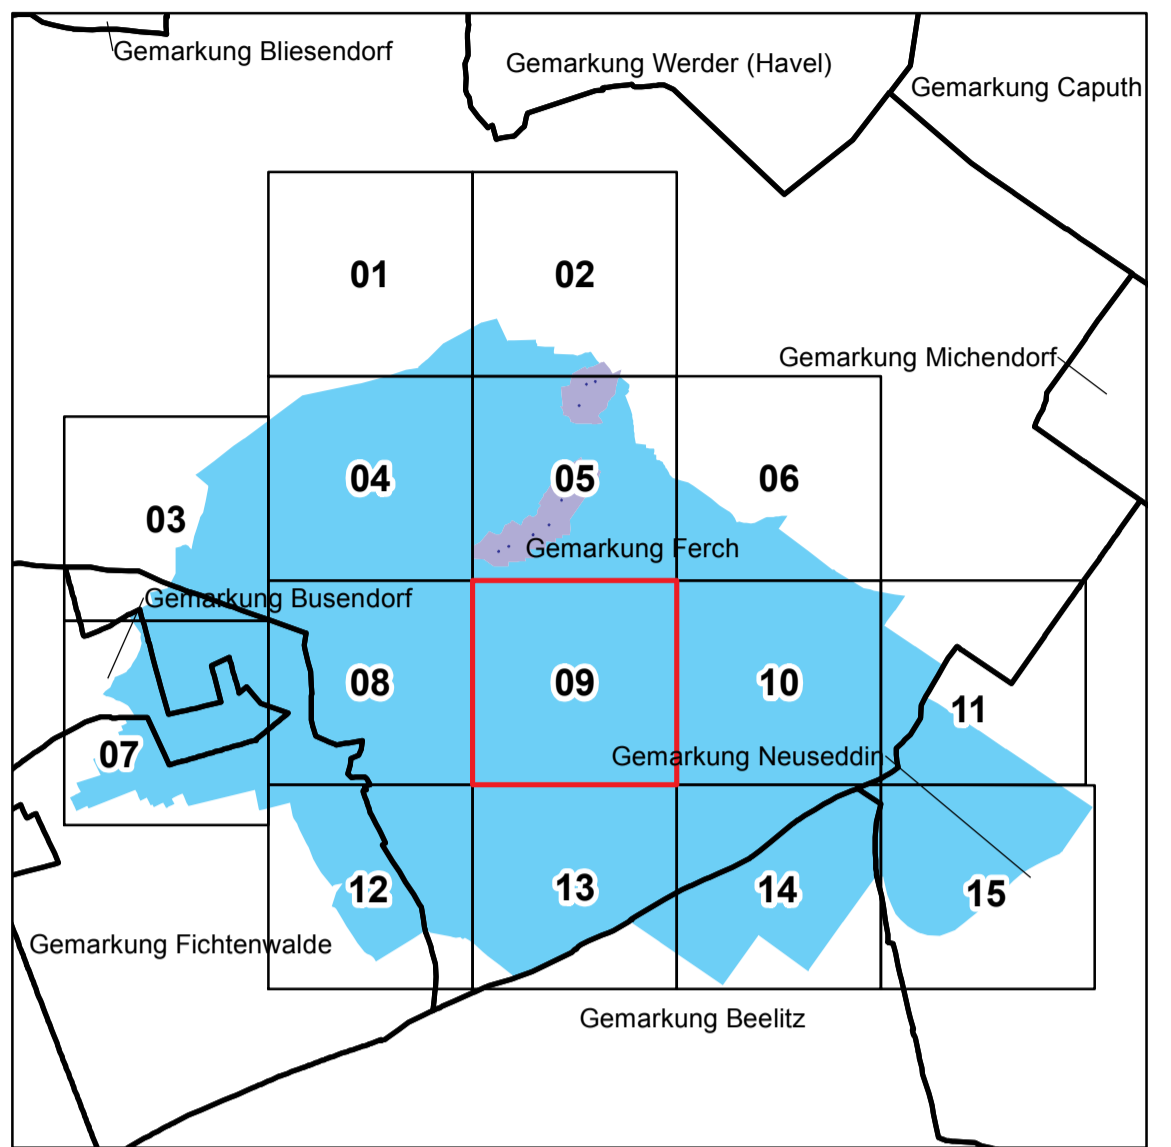 Gemarkung Bliesendorf
Gemarkung Werder (Havel)
Gemarkung Caputh
01
02
Gemarkung Michendorf
03
04
05
06
Gemarkung Ferch
Gemarkung Busendorf
07
08
09
10
11
Gemarkung Neuseddin
12
13
14
15
Gemarkung Fichtenwalde
Gemarkung Beelitz